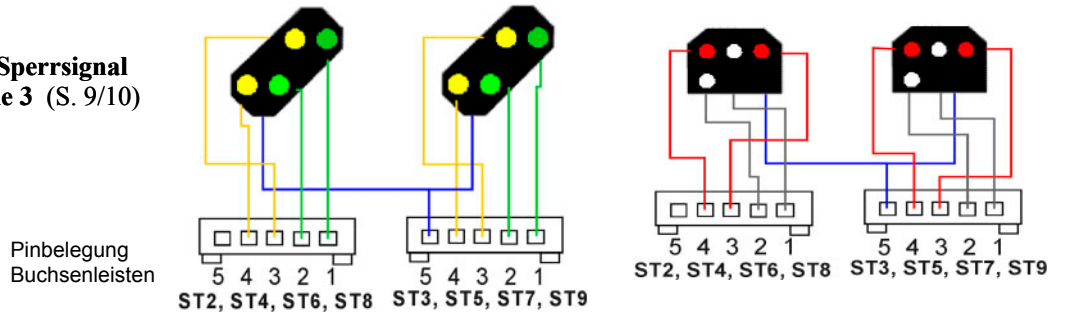 Sperrsignal
e 3 (S. 9/10)
Pinbelegung
Buchsenleisten
5 4 3 2 1
ST2, ST4, ST6, ST8
5 4 3 2 1
ST3, ST5, ST7, ST9
5 4 3 2 1
ST2, ST4, ST6, ST8
5 4 3 2 1
ST3, ST5, ST7, ST9